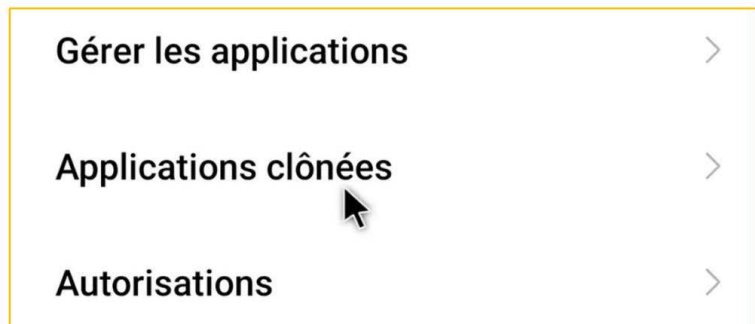 Gérer les applications
Applications clônées
Autorisations